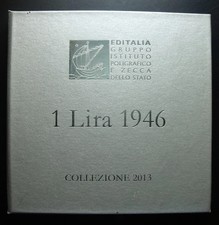 EDITALIA
GRUPPO
ISTITUTO
POLIGRAFICO
E ZECCA
DELLO STATO
1 Lira 1946
COLLEZIONE 2013